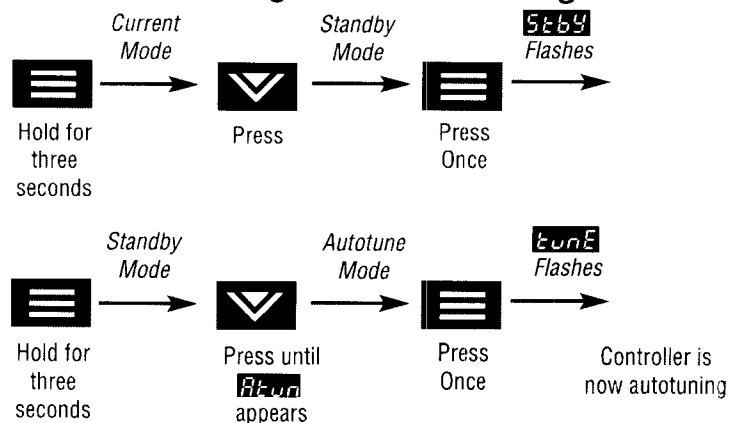 Current Mode
Standby Mode
Stby
Flashes
Hold for three seconds
Press
Press Once
Standby Mode
Autotune Mode
tunE
Flashes
Hold for three seconds
Press until Atun appears
Press Once
Controller is now autotuning